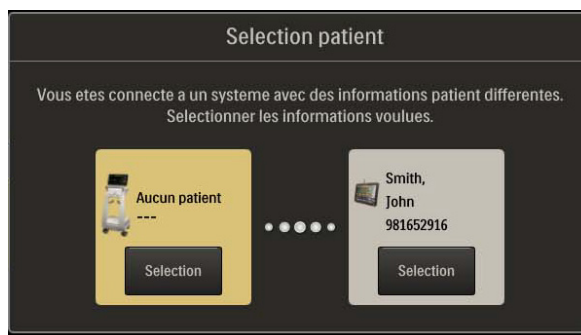 Selection patient
Vous etes connecte a un systeme avec des informations patient differentes.
Selectionner les informations voulues.
Aucun patient
---
Selection
Smith,
John
981652916
Selection